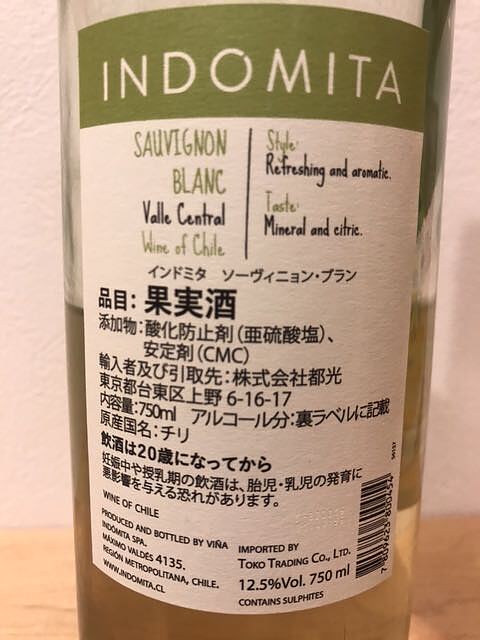 INDOMITA
SAUVIGNON
BLANC
Valle Central
Wine of Chile
Style:
Refreshing and aromatic.
Taste:
Mineral and citric.
インドミタ　ソーヴィニョン・ブラン
品目：果実酒
添加物：酸化防止剤（亜硫酸塩）、
安定剤（CMC）
輸入者及び引取先：株式会社都光
東京都台東区上野 6-16-17
内容量：750ml　アルコール分：裏ラベルに記載
原産国名：チリ
飲酒は20歳になってから
妊娠中や授乳期の飲酒は、胎児・乳児の発育に
悪影響を与える恐れがあります。
WINE OF CHILE
PRODUCED AND BOTTLED BY VIÑA
INDÓMITA SPA.
MÁXIMO VALDÉS 4135.
REGIÓN METROPOLITANA, CHILE.
WWW.INDOMITA.CL
IMPORTED BY
TOKO TRADING CO., LTD.
12.5%Vol. 750 ml
CONTAINS SULPHITES